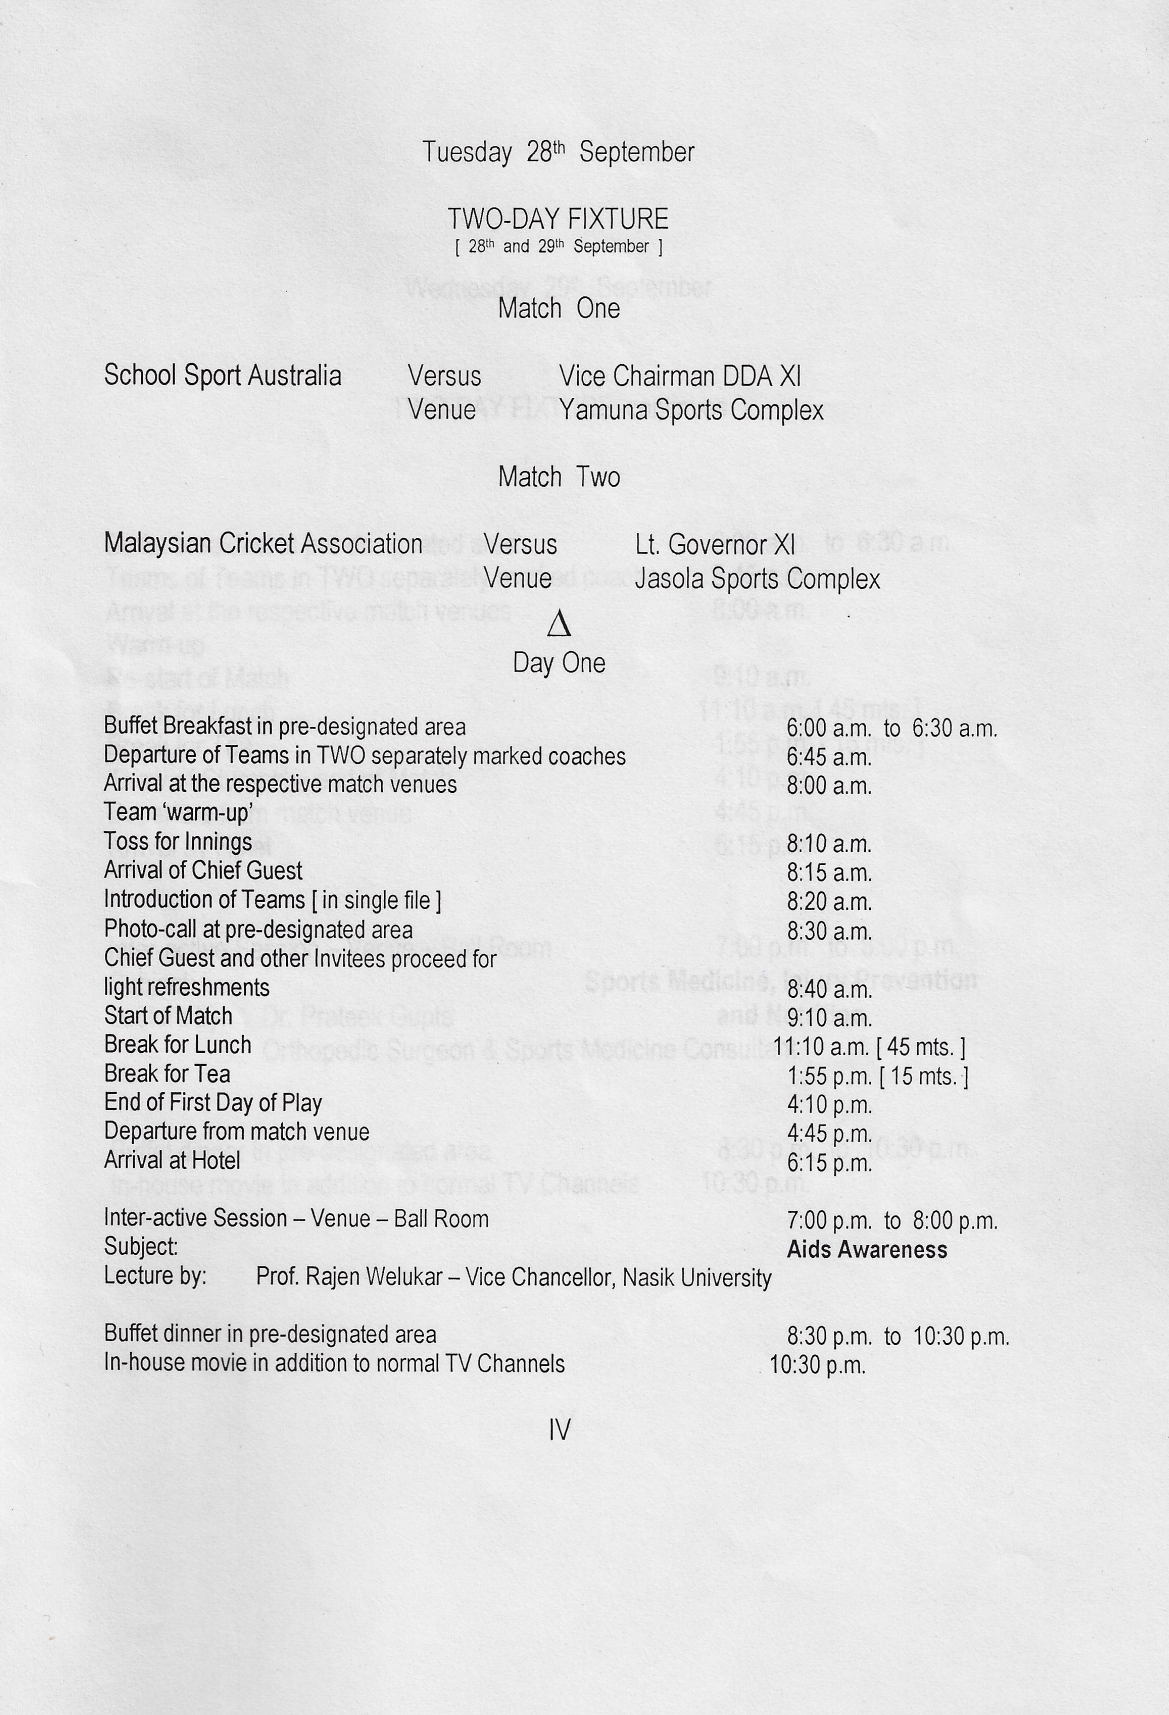 Tuesday 28th September
TWO-DAY FIXTURE
[ 28th and 29th September ]
Match One
School Sport Australia Versus Vice Chairman DDA XI
Venue Yamuna Sports Complex
Match Two
Malaysian Cricket Association Versus Lt. Governor XI
Venue Jasola Sports Complex
Δ
Day One
Buffet Breakfast in pre-designated area 6:00 a.m. to 6:30 a.m.
Departure of Teams in TWO separately marked coaches 6:45 a.m.
Arrival at the respective match venues 8:00 a.m.
Team ‘warm-up’
Toss for Innings 8:10 a.m.
Arrival of Chief Guest 8:15 a.m.
Introduction of Teams [ in single file ] 8:20 a.m.
Photo-call at pre-designated area 8:30 a.m.
Chief Guest and other Invitees proceed for
light refreshments 8:40 a.m.
Start of Match 9:10 a.m.
Break for Lunch 11:10 a.m. [ 45 mts. ]
Break for Tea 1:55 p.m. [ 15 mts. ]
End of First Day of Play 4:10 p.m.
Departure from match venue 4:45 p.m.
Arrival at Hotel 6:15 p.m.
Inter-active Session – Venue – Ball Room 7:00 p.m. to 8:00 p.m.
Subject: Aids Awareness
Lecture by: Prof. Rajen Welukar – Vice Chancellor, Nasik University
Buffet dinner in pre-designated area 8:30 p.m. to 10:30 p.m.
In-house movie in addition to normal TV Channels 10:30 p.m.
IV